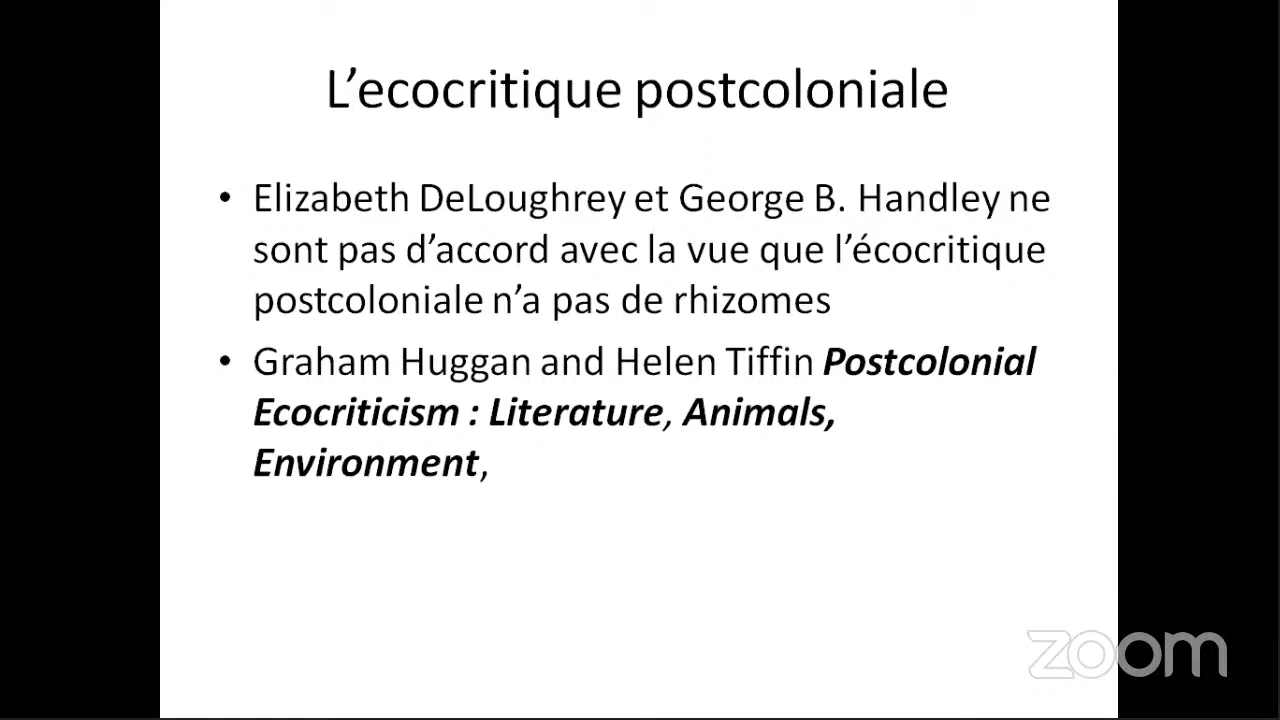 L’ecocritique postcoloniale
• Elizabeth DeLoughrey et George B. Handley ne
sont pas d’accord avec la vue que l’écocritique
postcoloniale n’a pas de rhizomes
• Graham Huggan and Helen Tiffin Postcolonial
Ecocriticism : Literature, Animals,
Environment,
zoom